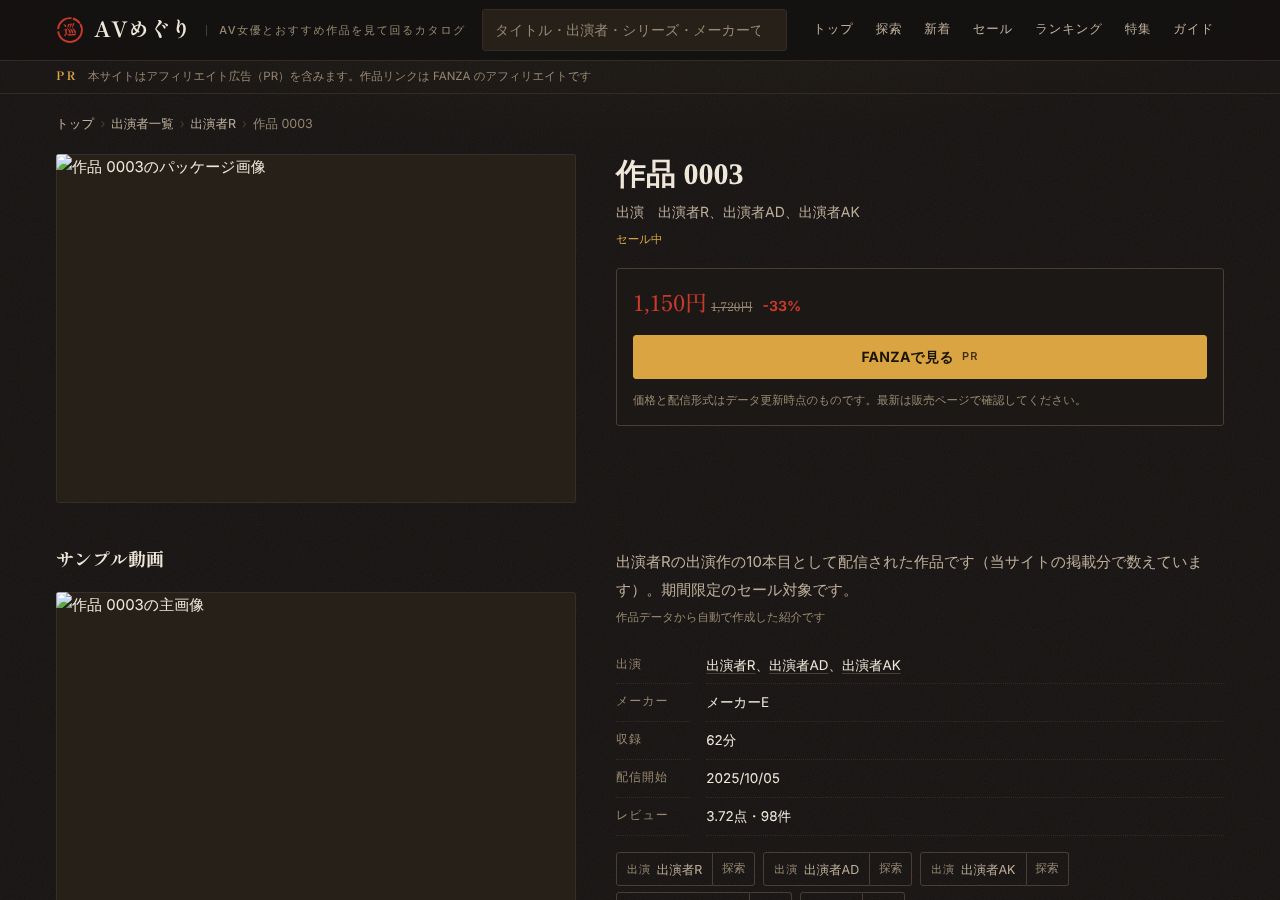 巡 AVめぐり AV女優とおすすめ作品を見て回るカタログ タイトル・出演者・シリーズ・メーカーで トップ 探索 新着 セール ランキング 特集 ガイド
PR 本サイトはアフィリエイト広告（PR）を含みます。作品リンクは FANZA のアフィリエイトです
トップ › 出演者一覧 › 出演者R › 作品 0003
作品 0003のパッケージ画像
作品 0003
出演 出演者R、出演者AD、出演者AK
セール中
1,150円 1,720円 -33%
FANZAで見る PR
価格と配信形式はデータ更新時点のものです。最新は販売ページで確認してください。
サンプル動画
作品 0003の主画像
出演者Rの出演作の10本目として配信された作品です（当サイトの掲載分で数えていま
す）。期間限定のセール対象です。
作品データから自動で作成した紹介です
出演 出演者R、出演者AD、出演者AK
メーカー メーカーE
収録 62分
配信開始 2025/10/05
レビュー 3.72点・98件
出演 出演者R 探索 出演 出演者AD 探索 出演 出演者AK 探索